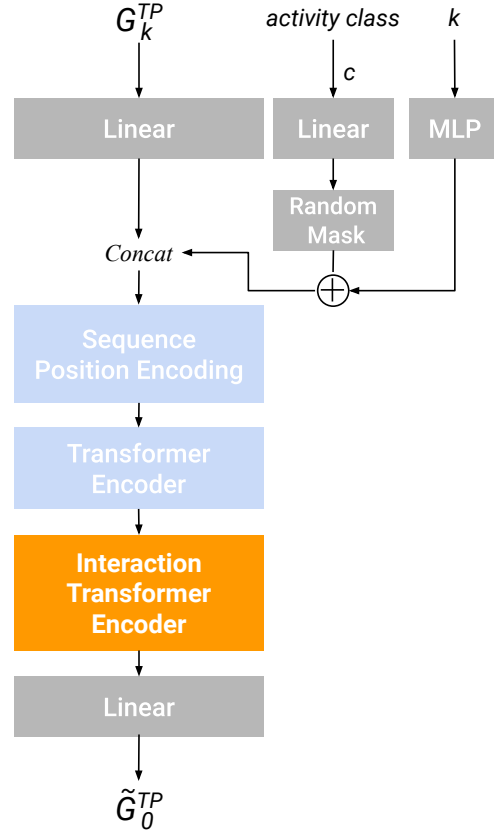 G_k^{TP} activity class k
c
Linear Linear MLP
Random
Mask
Concat
Sequence
Position Encoding
Transformer
Encoder
Interaction
Transformer
Encoder
Linear
G̃_0^{TP}